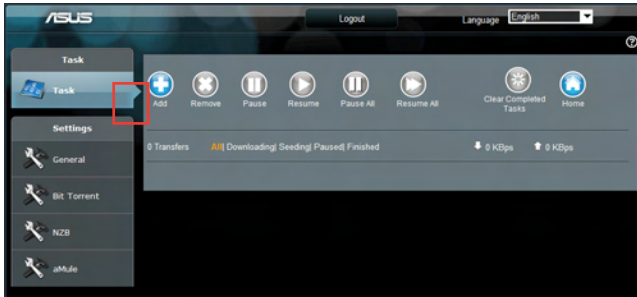 ASUS
Logout
Language English
Task
Task
Add Remove Pause Resume Pause All Resume All Clear Completed Tasks Home
Settings
0 Transfers All| Downloading| Seeding| Paused| Finished 0 KBps 0 KBps
General
Bit Torrent
NZB
aMule